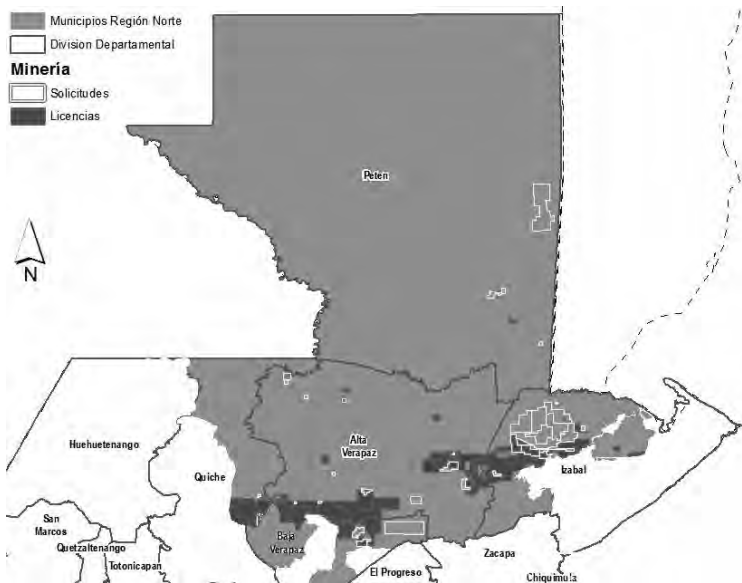 Municipios Región Norte
Division Departamental
Minería
Solicitudes
Licencias
Petén
N
Huehuetenango
Alta
Verapaz
Quiche
Izabal
San
Marcos
Baja
Verapaz
Quetzaltenango
Totonicapan
Zacapa
El Progreso
Chiquimula